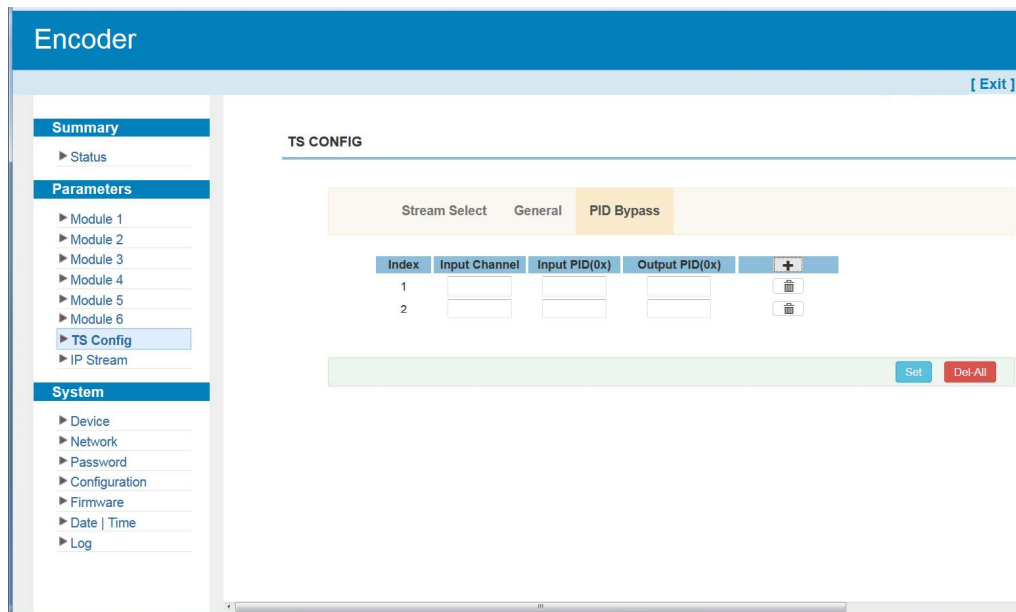 Encoder
[ Exit ]
Summary
Status
Parameters
Module 1
Module 2
Module 3
Module 4
Module 5
Module 6
TS Config
IP Stream
System
Device
Network
Password
Configuration
Firmware
Date | Time
Log
TS CONFIG
Stream Select General PID Bypass
Index Input Channel Input PID(0x) Output PID(0x) +
1
2
Set Del-All